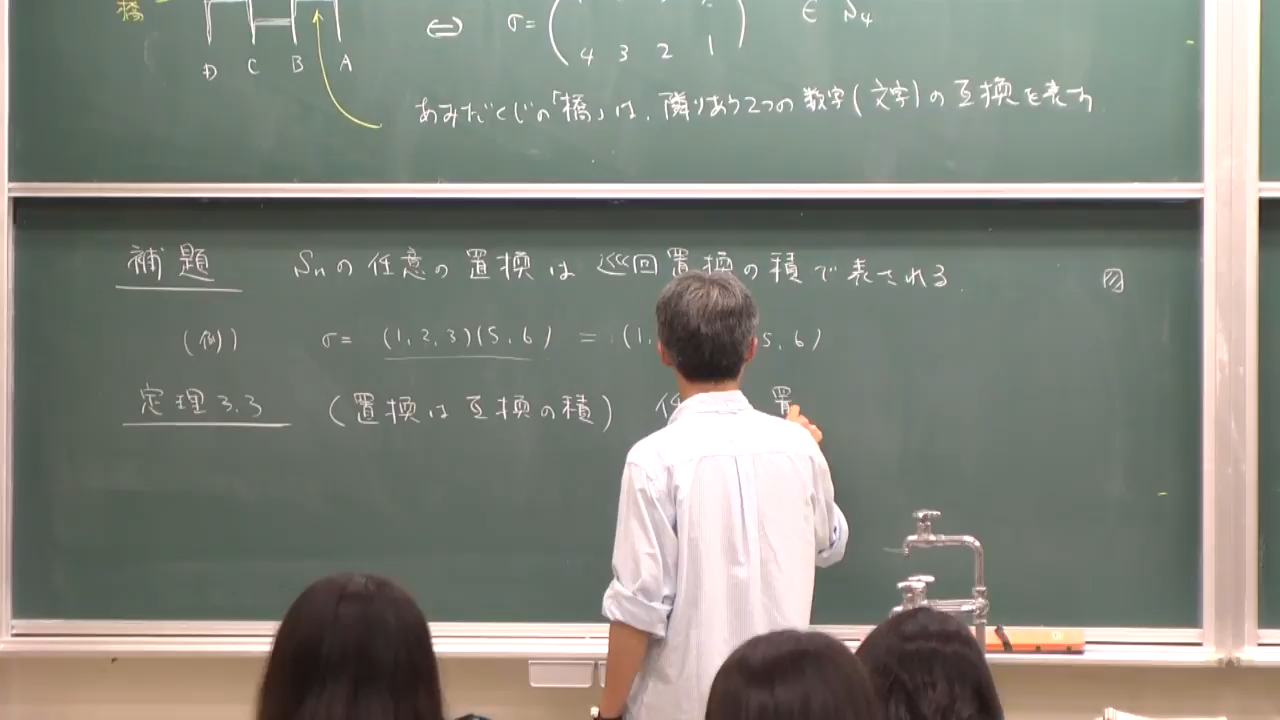 橋
D C B A
⇔ σ = ( 4 3 2 1 ) ∈ S₄
あみだくじの「橋」は、隣りあう2つの数字(文字)の互換を表す
補題 Snの任意の置換は巡回置換の積で表される.
(例) σ = (1, 2, 3)(5, 6) = (1, 5, 6)
定理3.3 (置換は互換の積) 任 置